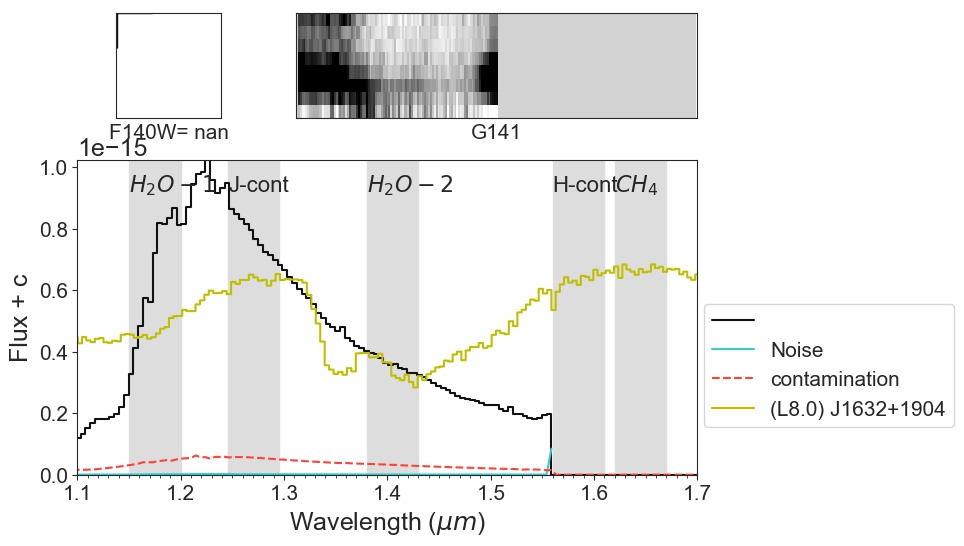 F140W= nan
G141
1e−15
H₂O − 1
J-cont
H₂O − 2
H-cont
CH₄
1.0
0.8
0.6
0.4
0.2
0.0
Flux + c
1.1
1.2
1.3
1.4
1.5
1.6
1.7
Wavelength (μm)
Noise
contamination
(L8.0) J1632+1904